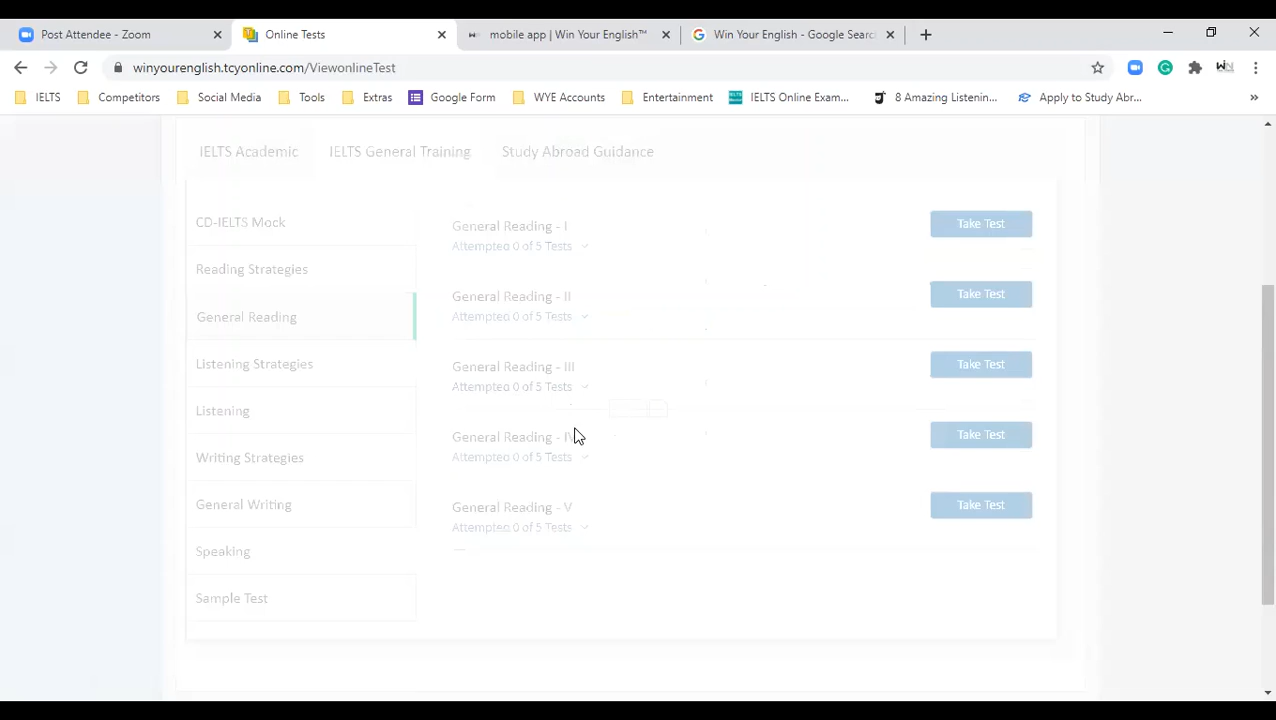 Post Attendee - Zoom
Online Tests
mobile app | Win Your English™
Win Your English - Google Searc
winyourenglish.tcyonline.com/ViewonlineTest
IELTS
Competitors
Social Media
Tools
Extras
Google Form
WYE Accounts
Entertainment
IELTS Online Exam...
8 Amazing Listenin...
Apply to Study Abr...
»
IELTS Academic
IELTS General Training
Study Abroad Guidance
CD-IELTS Mock
Reading Strategies
General Reading
Listening Strategies
Listening
Writing Strategies
General Writing
Speaking
Sample Test
General Reading - I
Attempted 0 of 5 Tests
Take Test
General Reading - II
Attempted 0 of 5 Tests
Take Test
General Reading - III
Attempted 0 of 5 Tests
Take Test
General Reading - IV
Attempted 0 of 5 Tests
Take Test
General Reading - V
Attempted 0 of 5 Tests
Take Test